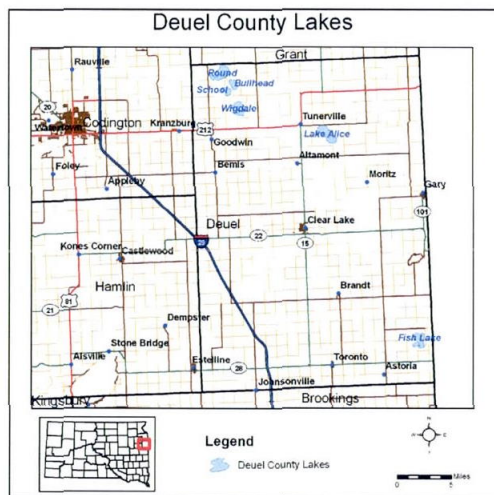 Deuel County Lakes
Grant
Rauville
Round
Bullhead
School
20
Wigdale
Watertown
Codington
Kranzburg
212
Tunerville
Lake Alice
Goodwin
Foley
Bemis
Altamont
Appleby
Moritz
Gary
101
Deuel
Clear Lake
22
15
Kones Corner
Castlewood
Hamlin
81
21
Brandt
Dempster
Fish Lake
Stone Bridge
Alsville
Estelline
28
Toronto
Astoria
Kingsbury
Joansonville
Brookings
Legend
Deuel County Lakes
N
Miles